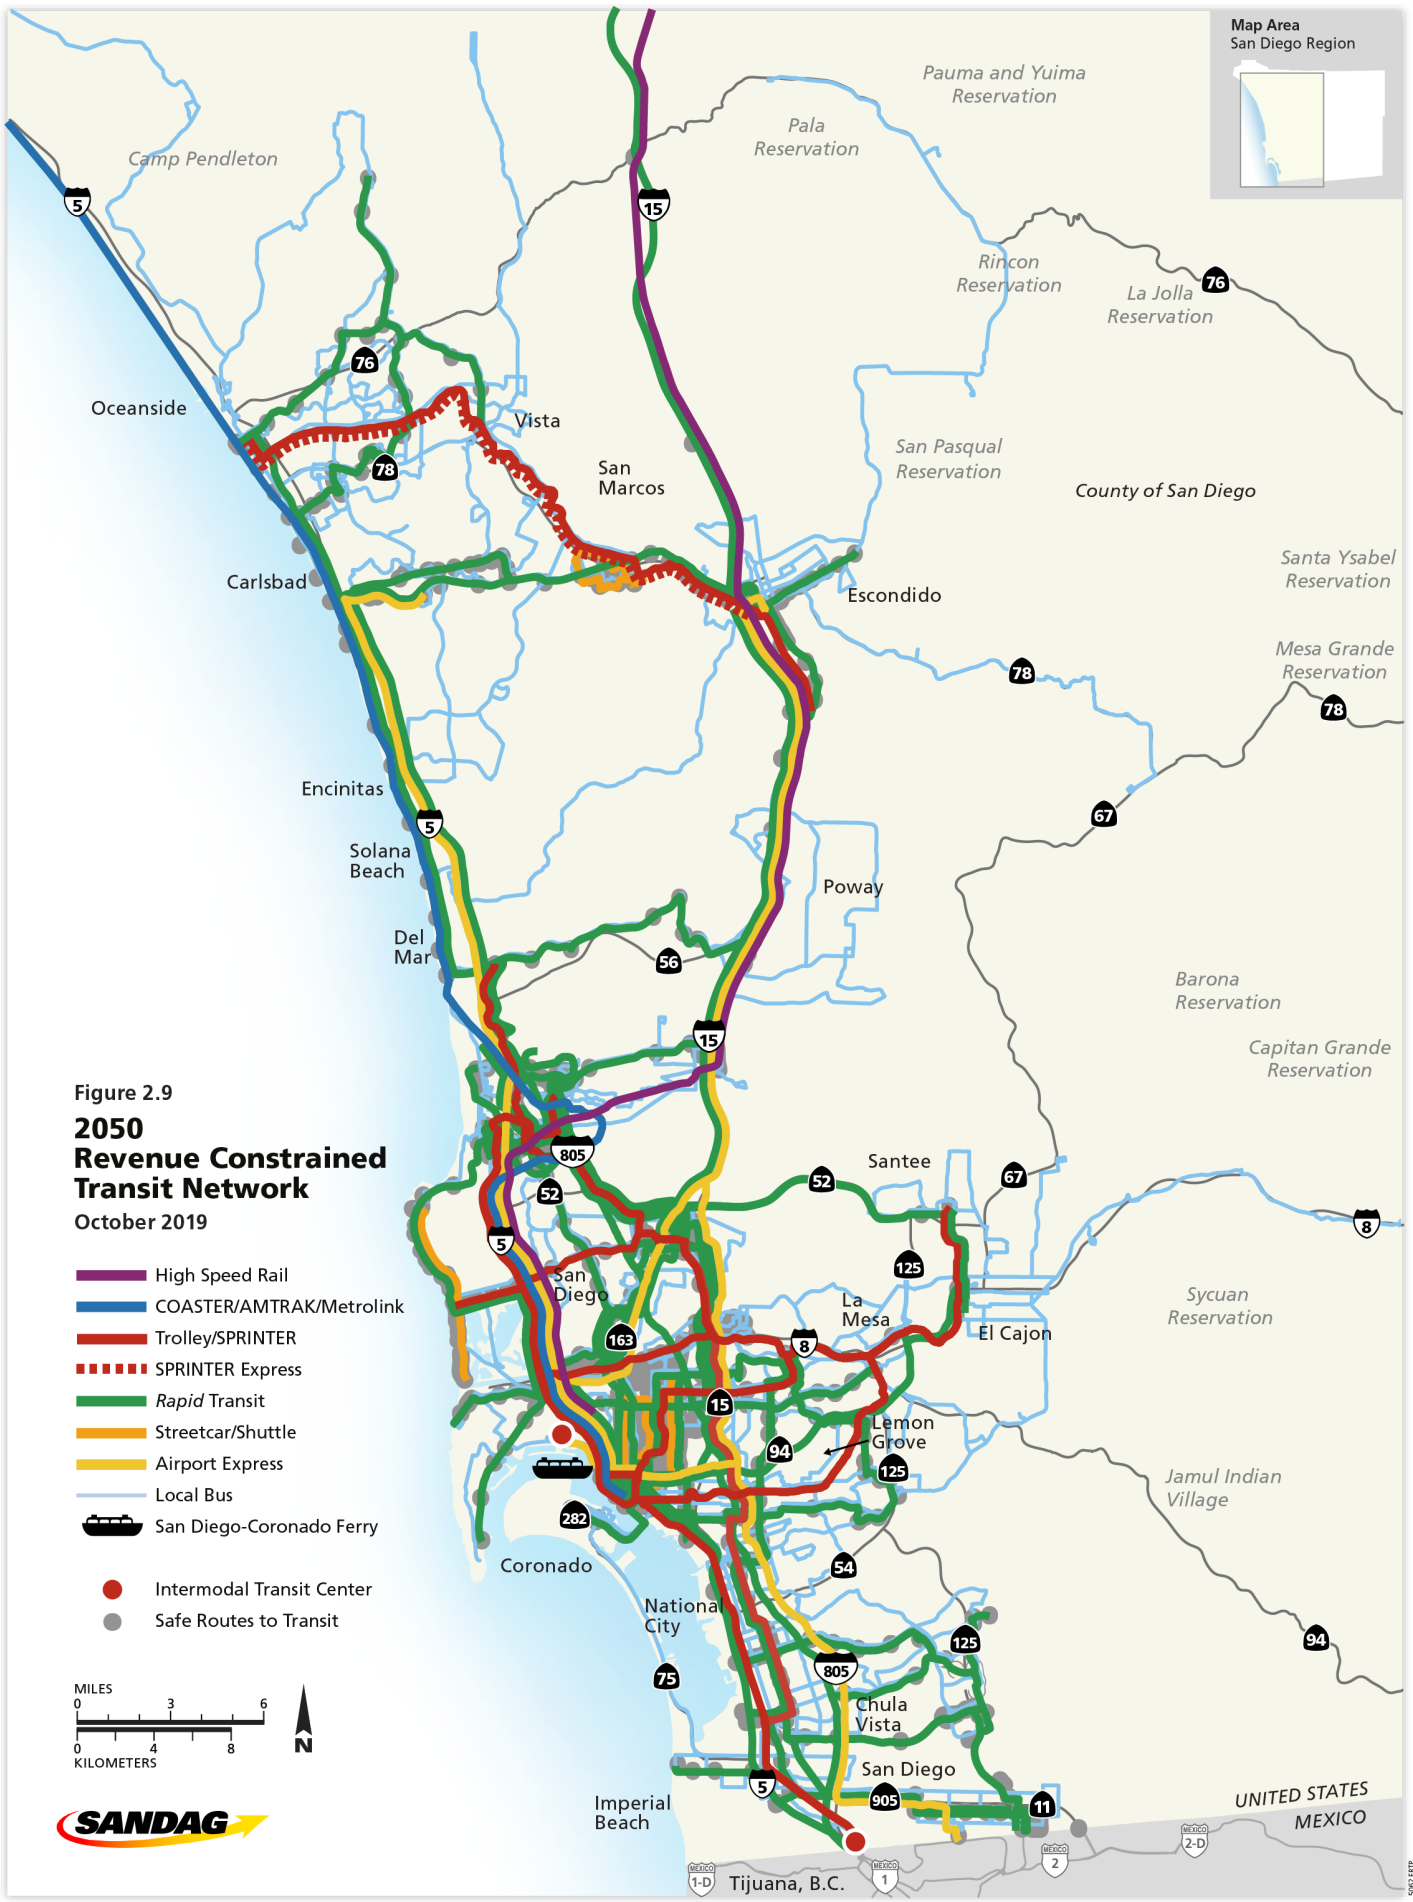 Map Area
San Diego Region
Pauma and Yuima
Reservation
Pala
Reservation
Camp Pendleton
5
15
Rincon
Reservation
76
La Jolla
Reservation
76
Oceanside
Vista
San Pasqual
Reservation
78
San
Marcos
County of San Diego
Santa Ysabel
Reservation
Carlsbad
Escondido
Mesa Grande
Reservation
78
78
Encinitas
67
5
Solana
Beach
Poway
Del
Mar
56
Barona
Reservation
15
Capitan Grande
Reservation
Figure 2.9
2050
Revenue Constrained
Transit Network
October 2019
805
Santee
52
67
52
8
5
125
San
Diego
High Speed Rail
COASTER/AMTRAK/Metrolink
Trolley/SPRINTER
SPRINTER Express
Rapid Transit
Streetcar/Shuttle
Airport Express
Local Bus
San Diego-Coronado Ferry
Intermodal Transit Center
Safe Routes to Transit
La
Mesa
Sycuan
Reservation
El Cajon
163
8
15
Lemon
Grove
94
125
Jamul Indian
Village
282
Coronado
54
National
City
125
94
805
75
Chula
Vista
MILES
0 3 6
0 4 8
KILOMETERS
N
San Diego
5
905
11
Imperial
Beach
UNITED STATES
MEXICO
SANDAG
MEXICO
2-D
MEXICO
2
MEXICO
1-D
Tijuana, B.C.
MEXICO
1